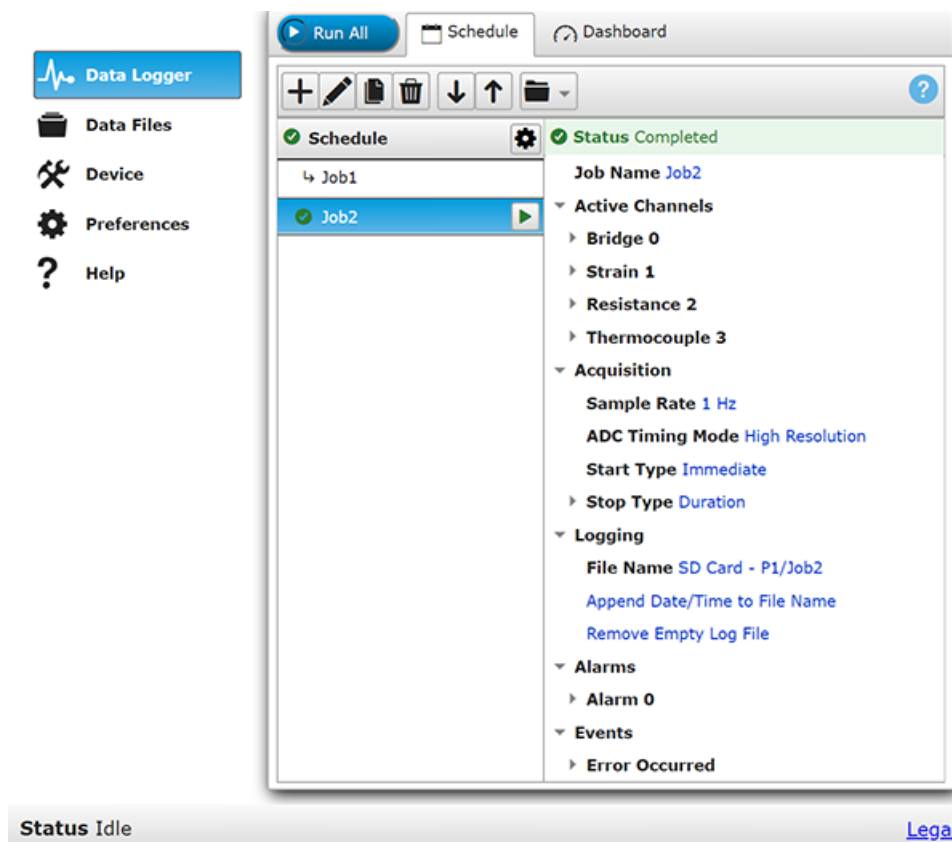 Run All
Schedule
Dashboard
Data Logger
Data Files
Device
Preferences
Help
?
Schedule
Job1
Job2
Status Completed
Job Name Job2
Active Channels
Bridge 0
Strain 1
Resistance 2
Thermocouple 3
Acquisition
Sample Rate 1 Hz
ADC Timing Mode High Resolution
Start Type Immediate
Stop Type Duration
Logging
File Name SD Card - P1/Job2
Append Date/Time to File Name
Remove Empty Log File
Alarms
Alarm 0
Events
Error Occurred
Status Idle
Lega